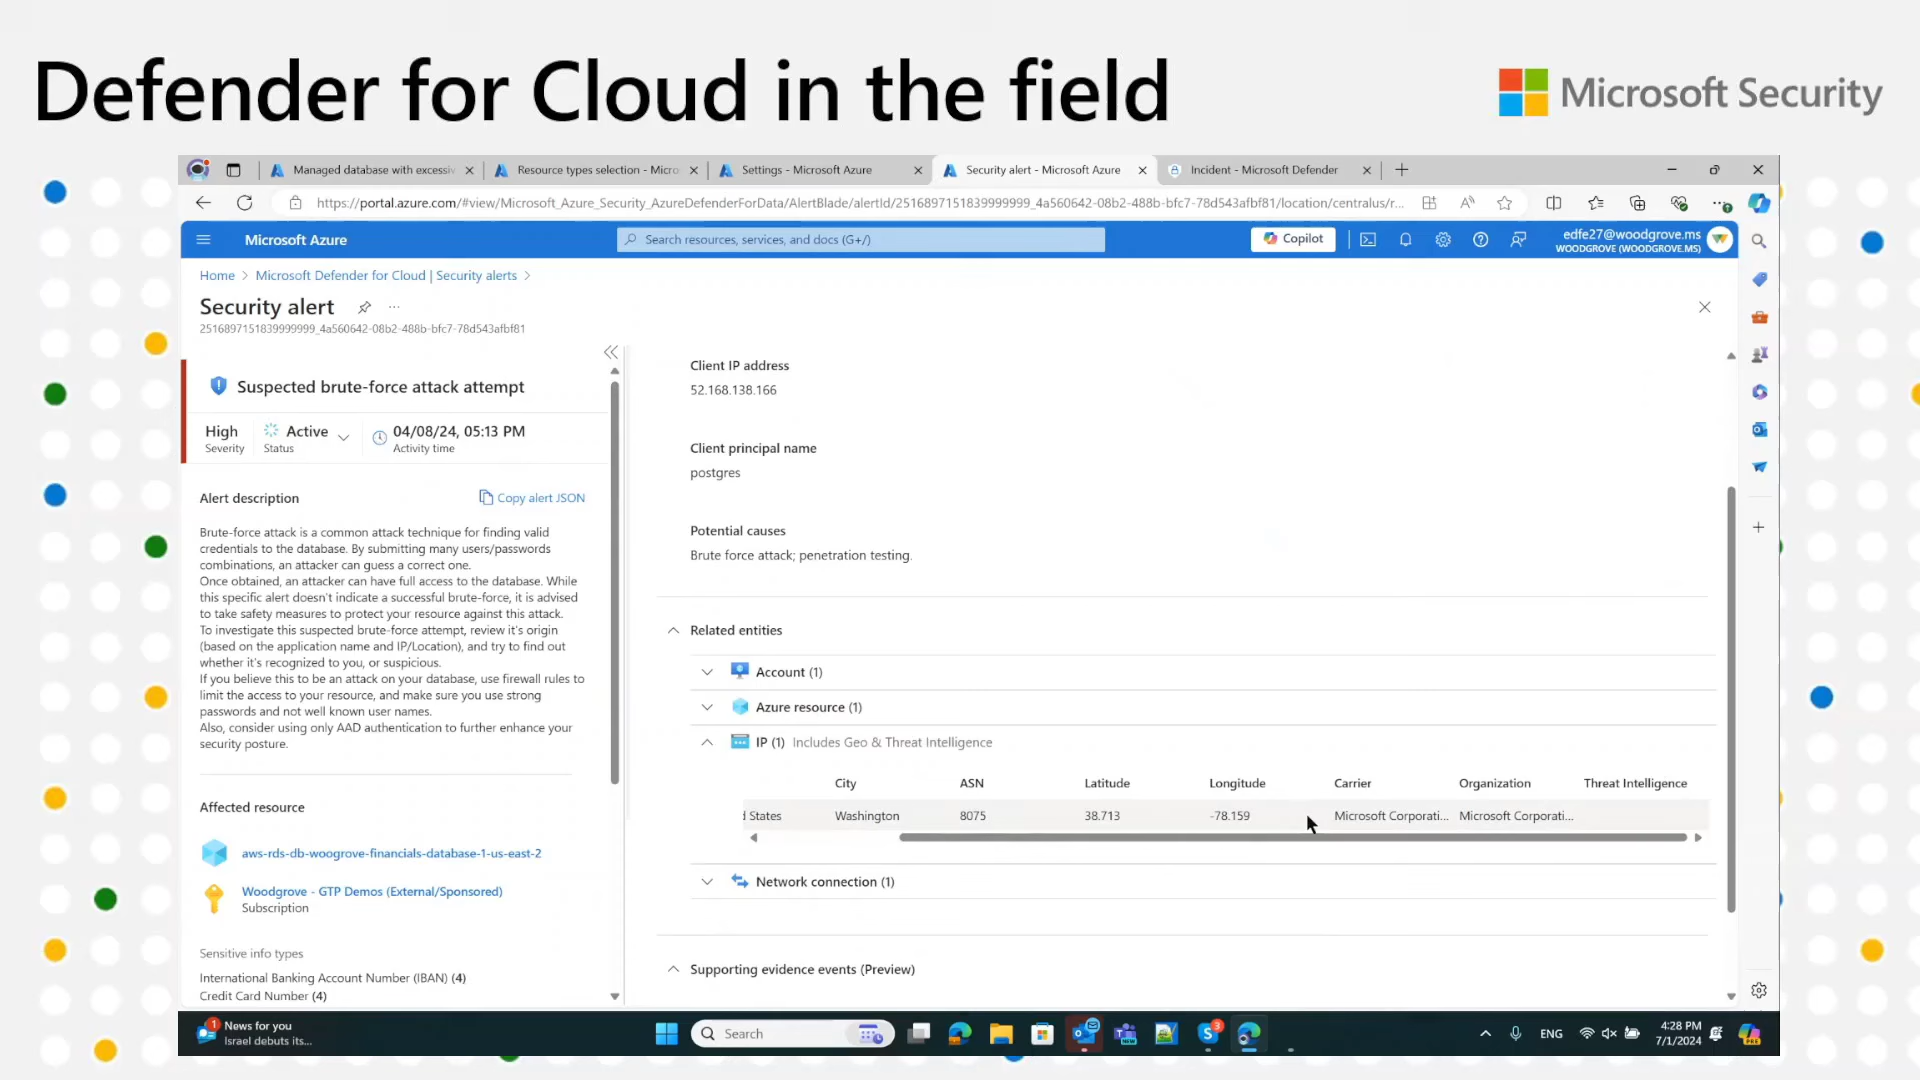 Defender for Cloud in the field
Microsoft Security
Managed database with excessiv
Resource types selection - Micro
Settings - Microsoft Azure
Security alert - Microsoft Azure
Incident - Microsoft Defender
https://portal.azure.com/#view/Microsoft_Azure_Security_AzureDefenderForData/AlertBlade/alertId/2516897151839999999_4a560642-08b2-488b-bfc7-78d543afbf81/location/centralus/r...
Microsoft Azure
Search resources, services, and docs (G+/)
Copilot
edfe27@woodgrove.ms
WOODGROVE (WOODGROVE.MS)
Home > Microsoft Defender for Cloud | Security alerts >
Security alert
2516897151839999999_4a560642-08b2-488b-bfc7-78d543afbf81
Suspected brute-force attack attempt
High
Severity
Active
Status
04/08/24, 05:13 PM
Activity time
Alert description
Copy alert JSON
Brute-force attack is a common attack technique for finding valid
credentials to the database. By submitting many users/passwords
combinations, an attacker can guess a correct one.
Once obtained, an attacker can have full access to the database. While
this specific alert doesn't indicate a successful brute-force, it is advised
to take safety measures to protect your resource against this attack.
To investigate this suspected brute-force attempt, review it's origin
(based on the application name and IP/Location), and try to find out
whether it's recognized to you, or suspicious.
If you believe this to be an attack on your database, use firewall rules to
limit the access to your resource, and make sure you use strong
passwords and not well known user names.
Also, consider using only AAD authentication to further enhance your
security posture.
Affected resource
aws-rds-db-woogrove-financials-database-1-us-east-2
Woodgrove - GTP Demos (External/Sponsored)
Subscription
Sensitive info types
International Banking Account Number (IBAN) (4)
Credit Card Number (4)
Client IP address
52.168.138.166
Client principal name
postgres
Potential causes
Brute force attack; penetration testing.
Related entities
Account (1)
Azure resource (1)
IP (1) Includes Geo & Threat Intelligence
City ASN Latitude Longitude Carrier Organization Threat Intelligence
d States Washington 8075 38.713 -78.159 Microsoft Corporati... Microsoft Corporati...
Network connection (1)
Supporting evidence events (Preview)
1
News for you
Israel debuts its...
Search
NEW
3
ENG
4:28 PM
7/1/2024
PRE